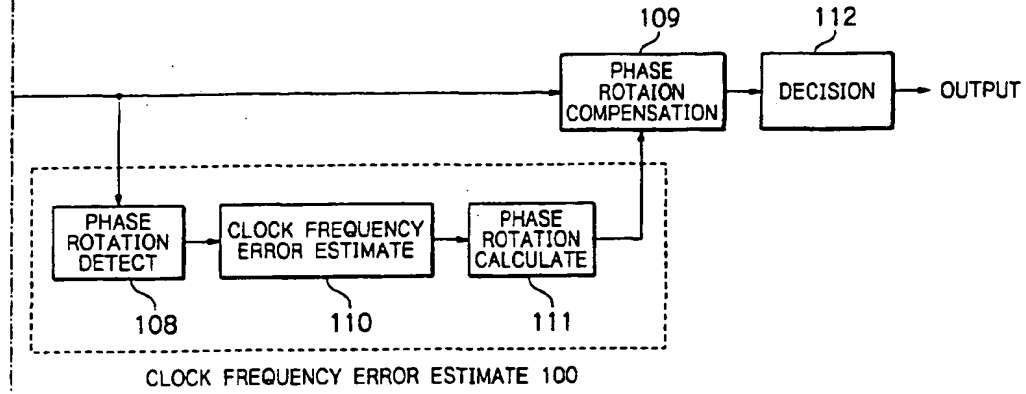 109
112
PHASE
ROTAION
COMPENSATION
DECISION
OUTPUT
PHASE
ROTATION
DETECT
CLOCK FREQUENCY
ERROR ESTIMATE
PHASE
ROTATION
CALCULATE
108
110
111
CLOCK FREQUENCY ERROR ESTIMATE 100